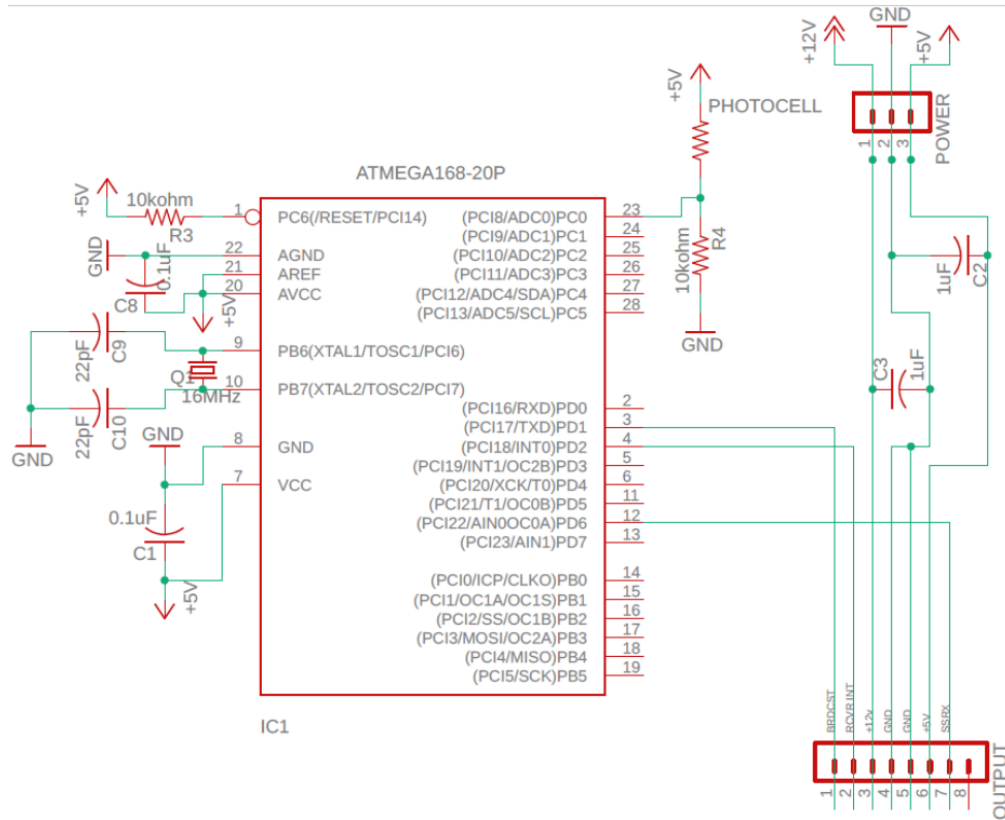 GND
+12V
+5V
POWER
1
2
3
+5V
PHOTOCELL
ATMEGA168-20P
+5V
10kohm
R3
1
PC6(/RESET/PCI14)
(PCI8/ADC0)PC0
23
(PCI9/ADC1)PC1
24
GND
22
AGND
(PCI10/ADC2)PC2
25
0.1uF
C8
21
AREF
(PCI11/ADC3)PC3
26
20
AVCC
(PCI12/ADC4/SDA)PC4
27
+5V
(PCI13/ADC5/SCL)PC5
28
10kohm
R4
GND
1uF
C2
22pF
C9
9
PB6(XTAL1/TOSC1/PCI6)
Q1
16MHz
10
PB7(XTAL2/TOSC2/PCI7)
22pF
C10
GND
C3
1uF
(PCI16/RXD)PD0
2
(PCI17/TXD)PD1
3
GND
8
GND
(PCI18/INT0)PD2
4
(PCI19/INT1/OC2B)PD3
5
7
VCC
(PCI20/XCK/T0)PD4
6
(PCI21/T1/OC0B)PD5
11
0.1uF
C1
(PCI22/AIN0OC0A)PD6
12
(PCI23/AIN1)PD7
13
+5V
(PCI0/ICP/CLKO)PB0
14
(PCI1/OC1A/OC1S)PB1
15
(PCI2/SS/OC1B)PB2
16
(PCI3/MOSI/OC2A)PB3
17
(PCI4/MISO)PB4
18
(PCI5/SCK)PB5
19
IC1
BRDCST
RCVR INT
+12v
GND
GND
+5V
SSRX
OUTPUT
1
2
3
4
5
6
7
8